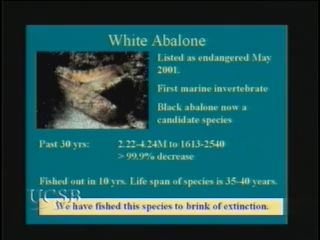 White Abalone
Listed as endangered May
2001.
First marine invertebrate
Black abalone now a
candidate species
Past 30 yrs: 2.22-4.24M to 1613-2540
> 99.9% decrease
Fished out in 10 yrs. Life span of species is 35-40 years.
UCSB
We have fished this species to brink of extinction.